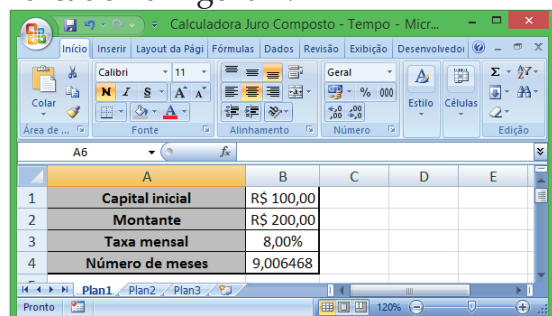 Calculadora Juro Composto - Tempo - Micr...
Início Inserir Layout da Pági Fórmulas Dados Revisão Exibição Desenvolvedor
Calibri 11 Geral Σ
Colar N I S A A % 000 Estilo Células
A ,00
Área de ... Fonte Alinhamento Número Edição
A6 fx
A B C D E
1 Capital inicial R$ 100,00
2 Montante R$ 200,00
3 Taxa mensal 8,00%
4 Número de meses 9,006468
Plan1 Plan2 Plan3
Pronto 120%